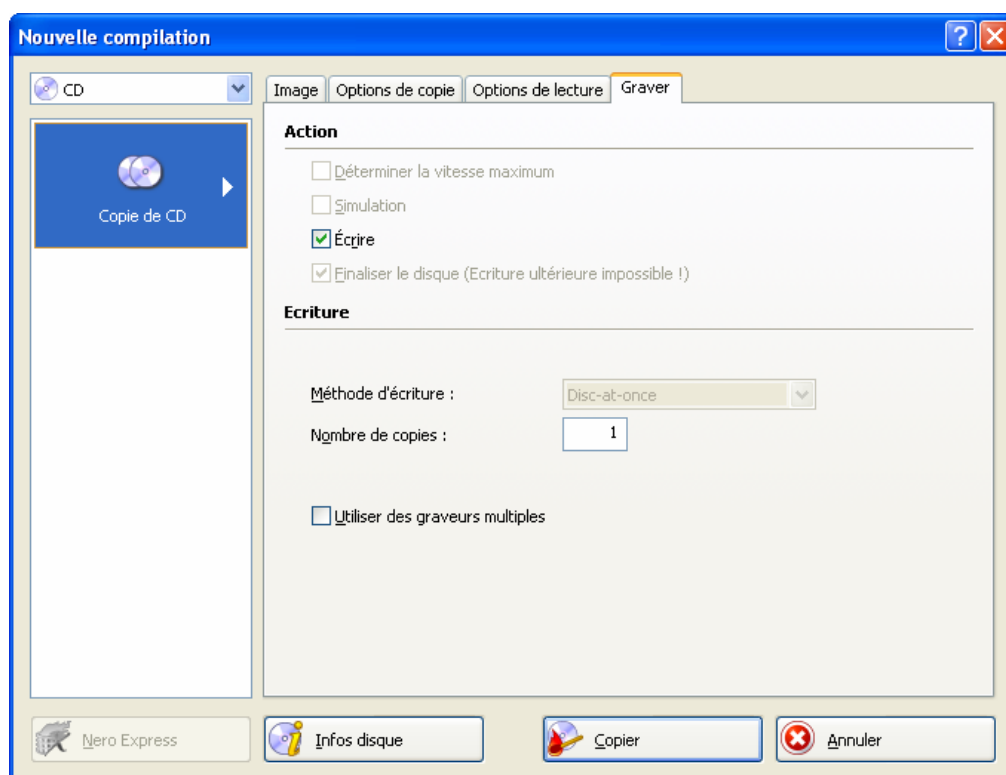 Nouvelle compilation
CD
Copie de CD
Image Options de copie Options de lecture Graver
Action
Déterminer la vitesse maximum
Simulation
Écrire
Finaliser le disque (Ecriture ultérieure impossible !)
Ecriture
Méthode d'écriture : Disc-at-once
Nombre de copies : 1
Utiliser des graveurs multiples
Nero Express Infos disque Copier Annuler